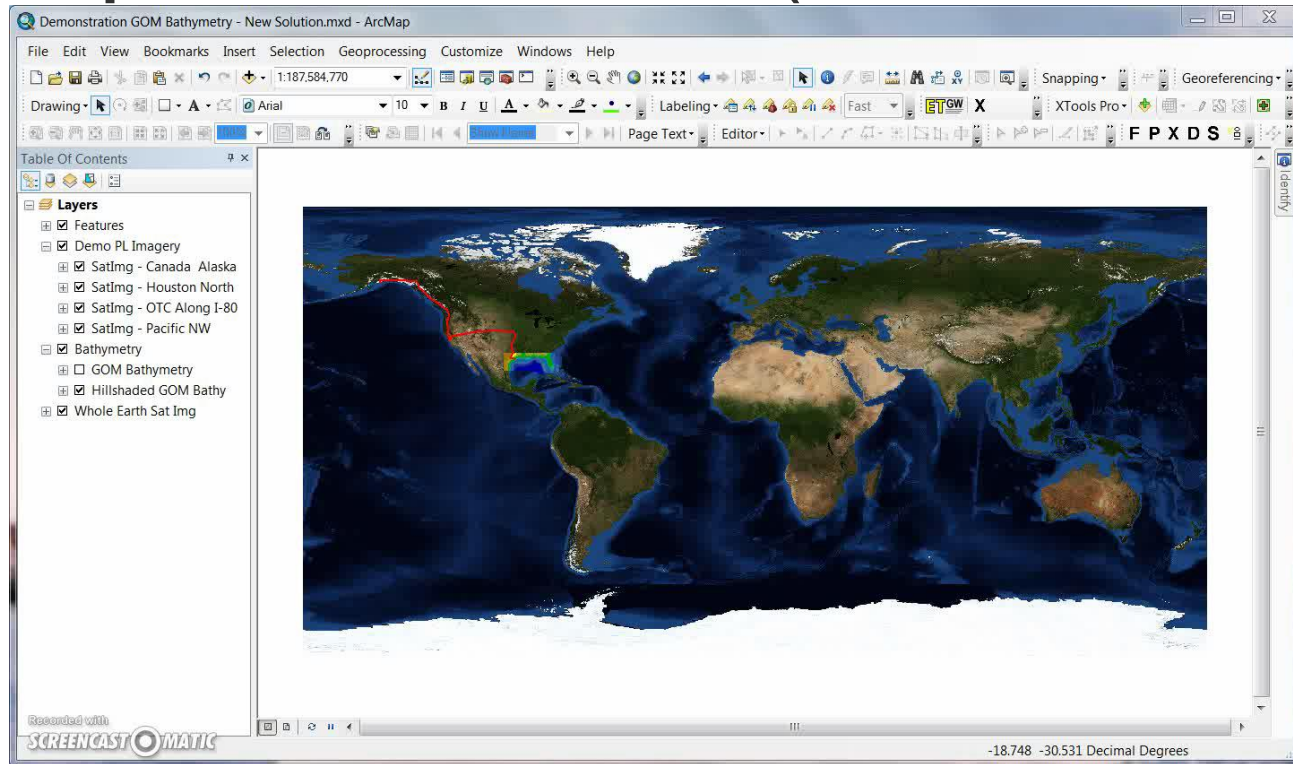 Demonstration GOM Bathymetry - New Solution.mxd - ArcMap
File Edit View Bookmarks Insert Selection Geoprocessing Customize Windows Help
1:187,584,770 Snapping Georeferencing
Drawing A Arial 10 B I U A Labeling Fast ETGW X XTools Pro
100% Page Text Editor F P X D S
Table Of Contents
Identify
Layers
Features
Demo PL Imagery
SatImg - Canada Alaska
SatImg - Houston North
SatImg - OTC Along I-80
SatImg - Pacific NW
Bathymetry
GOM Bathymetry
Hillshaded GOM Bathy
Whole Earth Sat Img
Recorded with
SCREENCAST-O-MATIC
-18.748 -30.531 Decimal Degrees